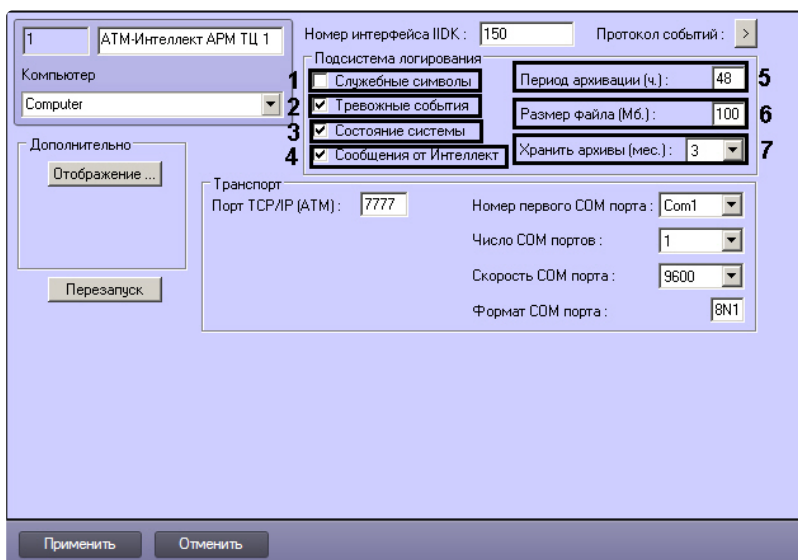 1 АТМ-Интеллект АРМ ТЦ 1
Номер интерфейса IIDK : 150 Протокол событий : >
Компьютер
Computer
Подсистема логирования
1 Служебные символы
2 Тревожные события
3 Состояние системы
4 Сообщения от Интеллект
Период архивации (ч.) : 48 5
Размер файла (Мб.) : 100 6
Хранить архивы (мес.) : 3 7
Дополнительно
Отображение ...
Перезапуск
Транспорт
Порт TCP/IP (ATM) : 7777
Номер первого COM порта : Com1
Число COM портов : 1
Скорость COM порта : 9600
Формат COM порта : 8N1
Применить Отменить